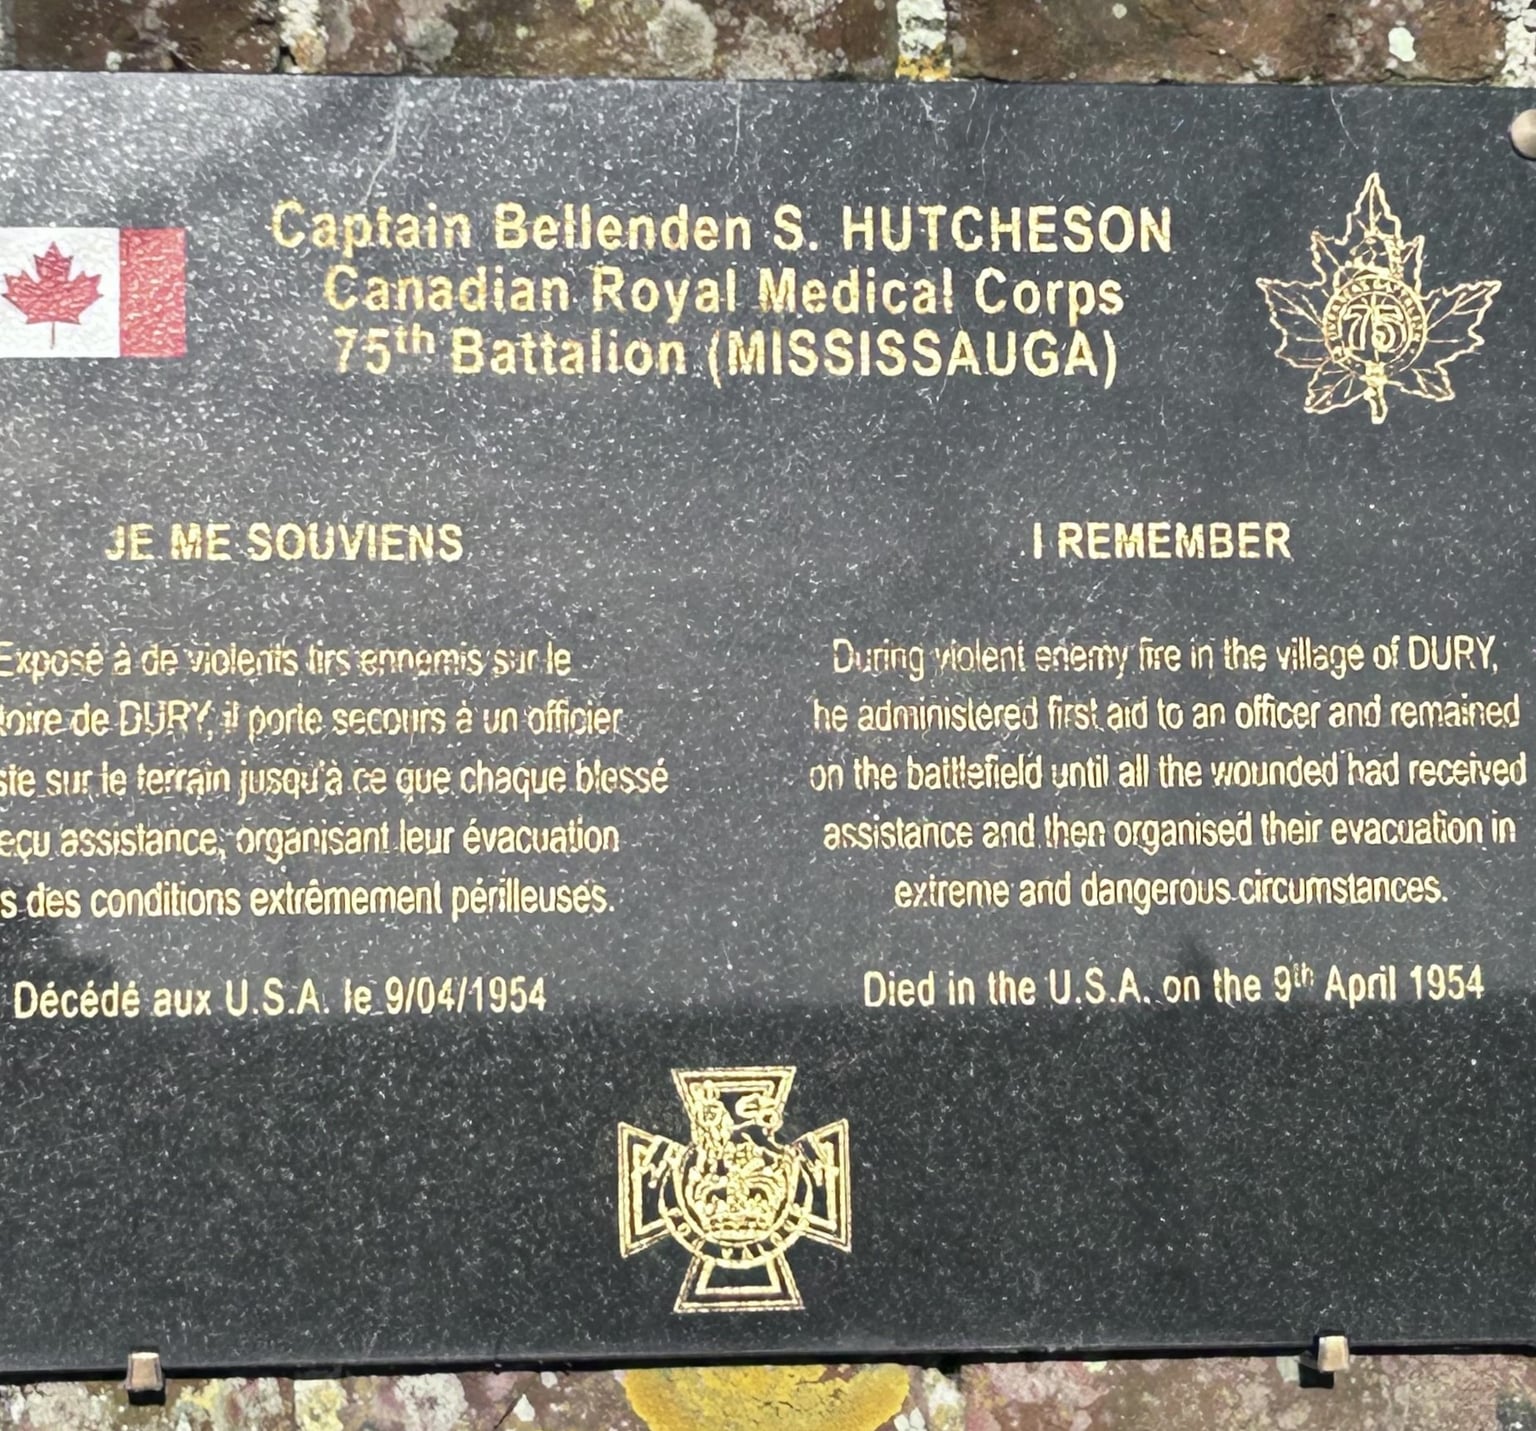 Captain Bellenden S. HUTCHESON
Canadian Royal Medical Corps
75th Battalion (MISSISSAUGA)
75
JE ME SOUVIENS
Exposé à de violents tirs ennemis sur le
toire de DURY, il porte secours à un officier
ste sur le terrain jusqu'à ce que chaque blessé
eçu assistance, organisant leur évacuation
s des conditions extrêmement périlleuses.
Décédé aux U.S.A. le 9/04/1954
I REMEMBER
During violent enemy fire in the village of DURY,
he administered first aid to an officer and remained
on the battlefield until all the wounded had received
assistance and then organised their evacuation in
extreme and dangerous circumstances.
Died in the U.S.A. on the 9th April 1954